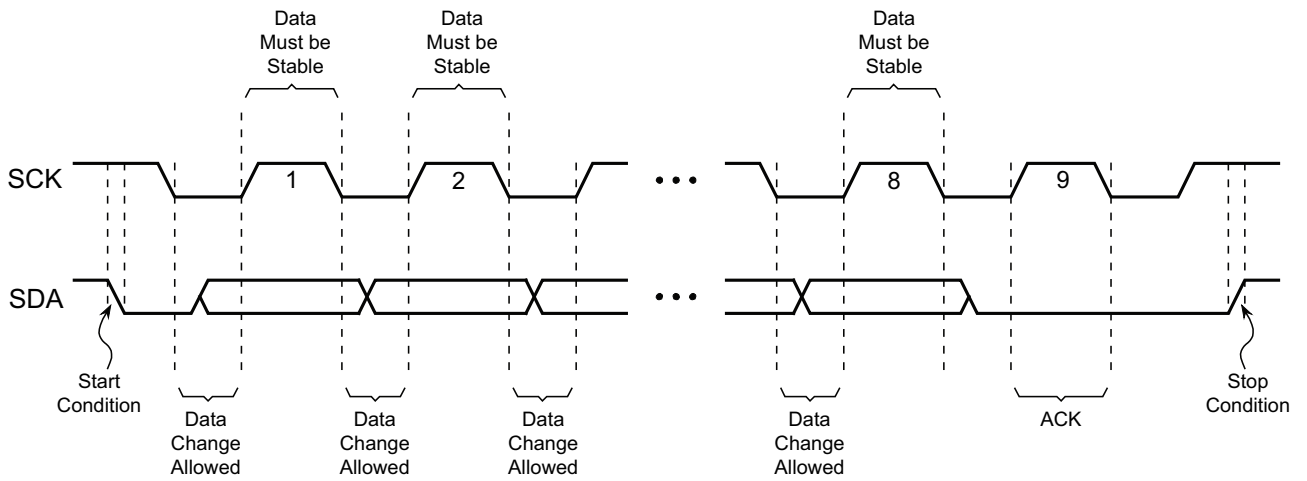 Data
Must be
Stable
Data
Must be
Stable
Data
Must be
Stable
SCK
1
2
8
9
SDA
Start
Condition
Data
Change
Allowed
Data
Change
Allowed
Data
Change
Allowed
Data
Change
Allowed
ACK
Stop
Condition